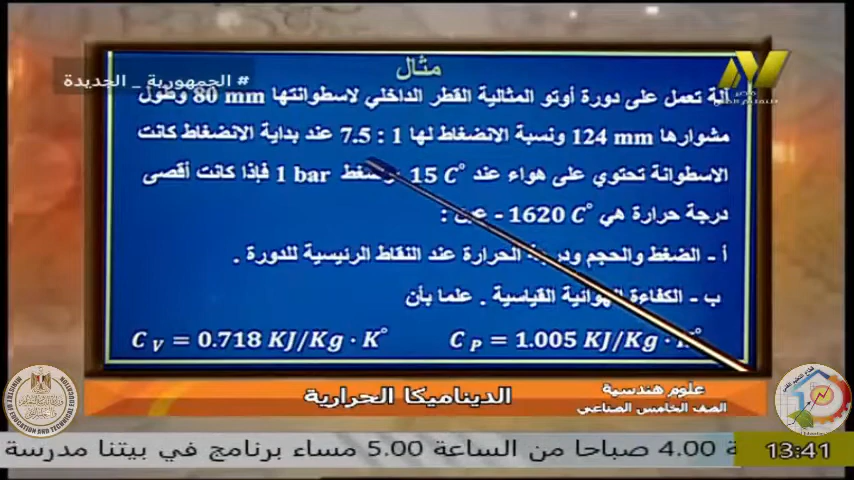 # الجمهورية _ الجديدة
مثال
آلة تعمل على دورة أوتو المثالية القطر الداخلي لاسطوانتها 80 mm وطول
مشوارها 124 mm ونسبة الانضغاط لها 1 : 7.5 عند بداية الانضغاط كانت
الاسطوانة تحتوي على هواء عند 15 C° وضغط 1 bar فإذا كانت أقصى
درجة حرارة هي 1620 C° - عين :
أ - الضغط والحجم ودرجة الحرارة عند النقاط الرئيسية للدورة .
ب - الكفاءة الهوائية القياسية . علما بأن
C P = 1.005 KJ/Kg · K° C V = 0.718 KJ/Kg · K°
علوم هندسية
الصف الخامس الصناعي
الديناميكا الحرارية
4.00 صباحا من الساعة 5.00 مساء برنامج في بيتنا مدرسة
13:41